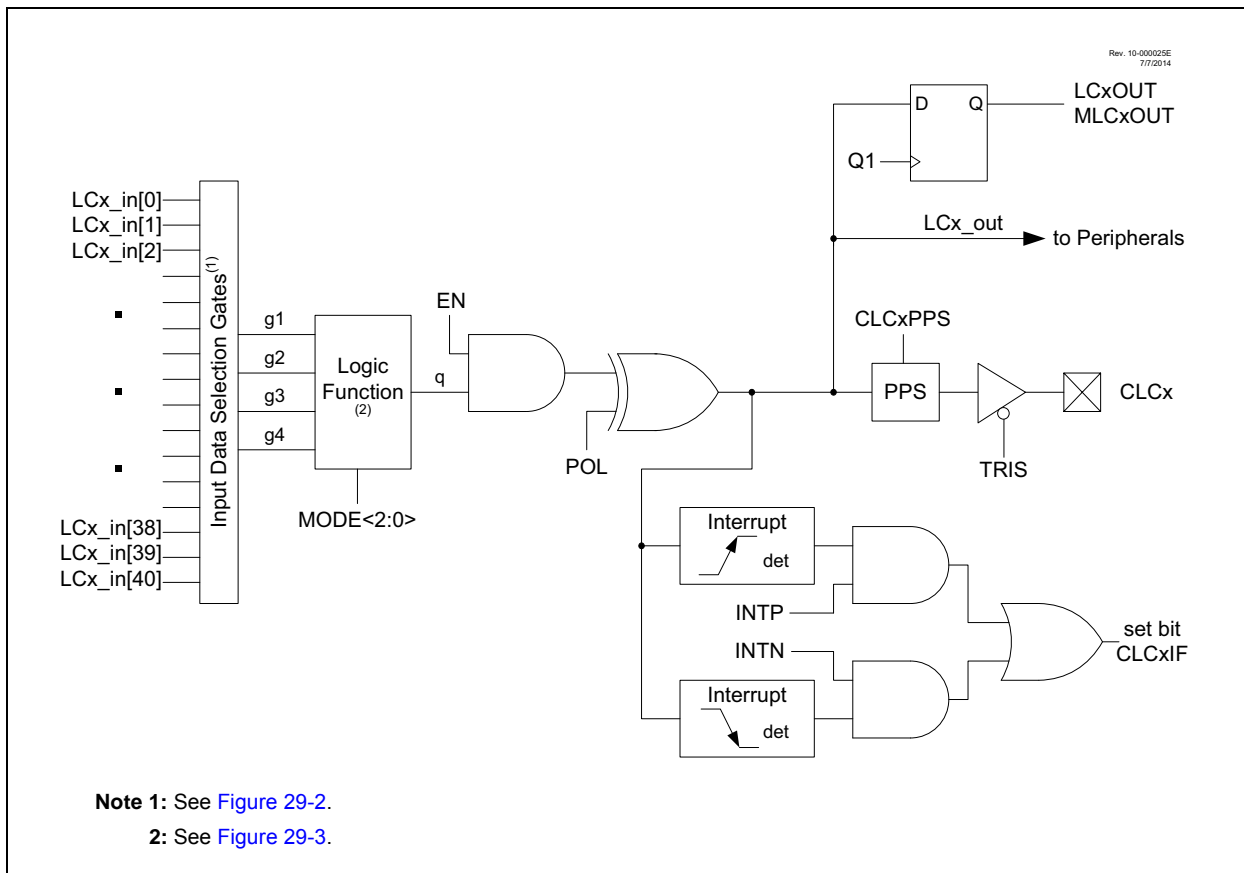 Rev. 10-000025E
7/7/2014
LCxOUT
MLCxOUT
D
Q
Q1
LCx_out
to Peripherals
LCx_in[0]
LCx_in[1]
LCx_in[2]
LCx_in[38]
LCx_in[39]
LCx_in[40]
Input Data Selection Gates(1)
g1
g2
g3
g4
Logic
Function
(2)
MODE<2:0>
q
EN
POL
CLCxPPS
PPS
CLCx
TRIS
Interrupt
det
INTP
INTN
Interrupt
det
set bit
CLCxIF
Note 1: See Figure 29-2.
2: See Figure 29-3.